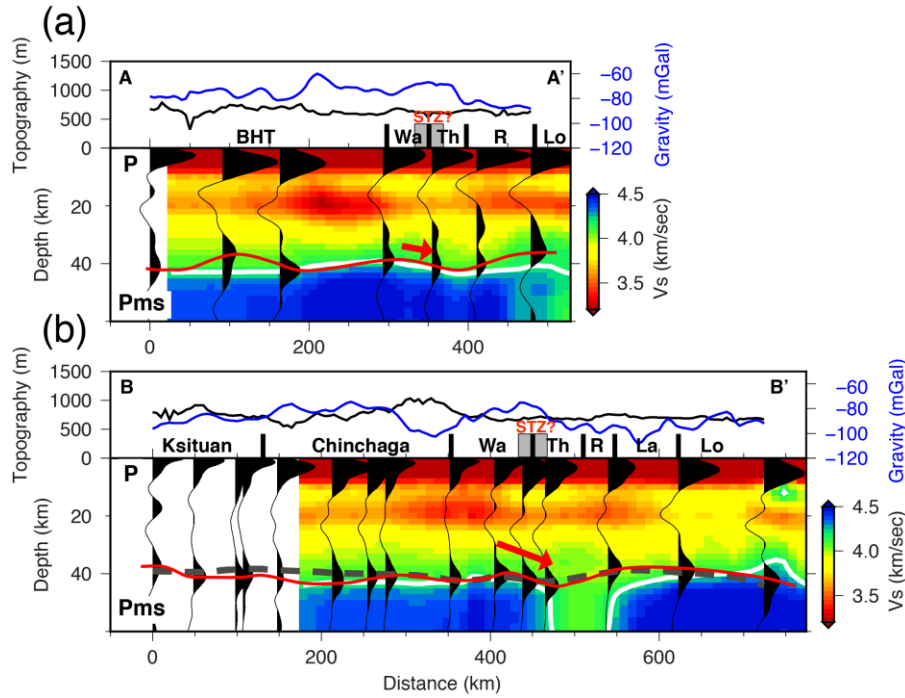 (a)
A A'
Topography (m)
1500
1000
500
0
−60
−80
−100
−120
Gravity (mGal)
STZ?
BHT Wa Th R Lo
P
Pms
Depth (km)
20
40
0 200 400
4.5
4.0
3.5
Vs (km/sec)
(b)
B B'
Topography (m)
1500
1000
500
0
−60
−80
−100
−120
Gravity (mGal)
STZ?
Ksituan Chinchaga Wa Th R La Lo
P
Pms
Depth (km)
0
20
40
0 200 400 600
4.5
4.0
3.5
Vs (km/sec)
Distance (km)